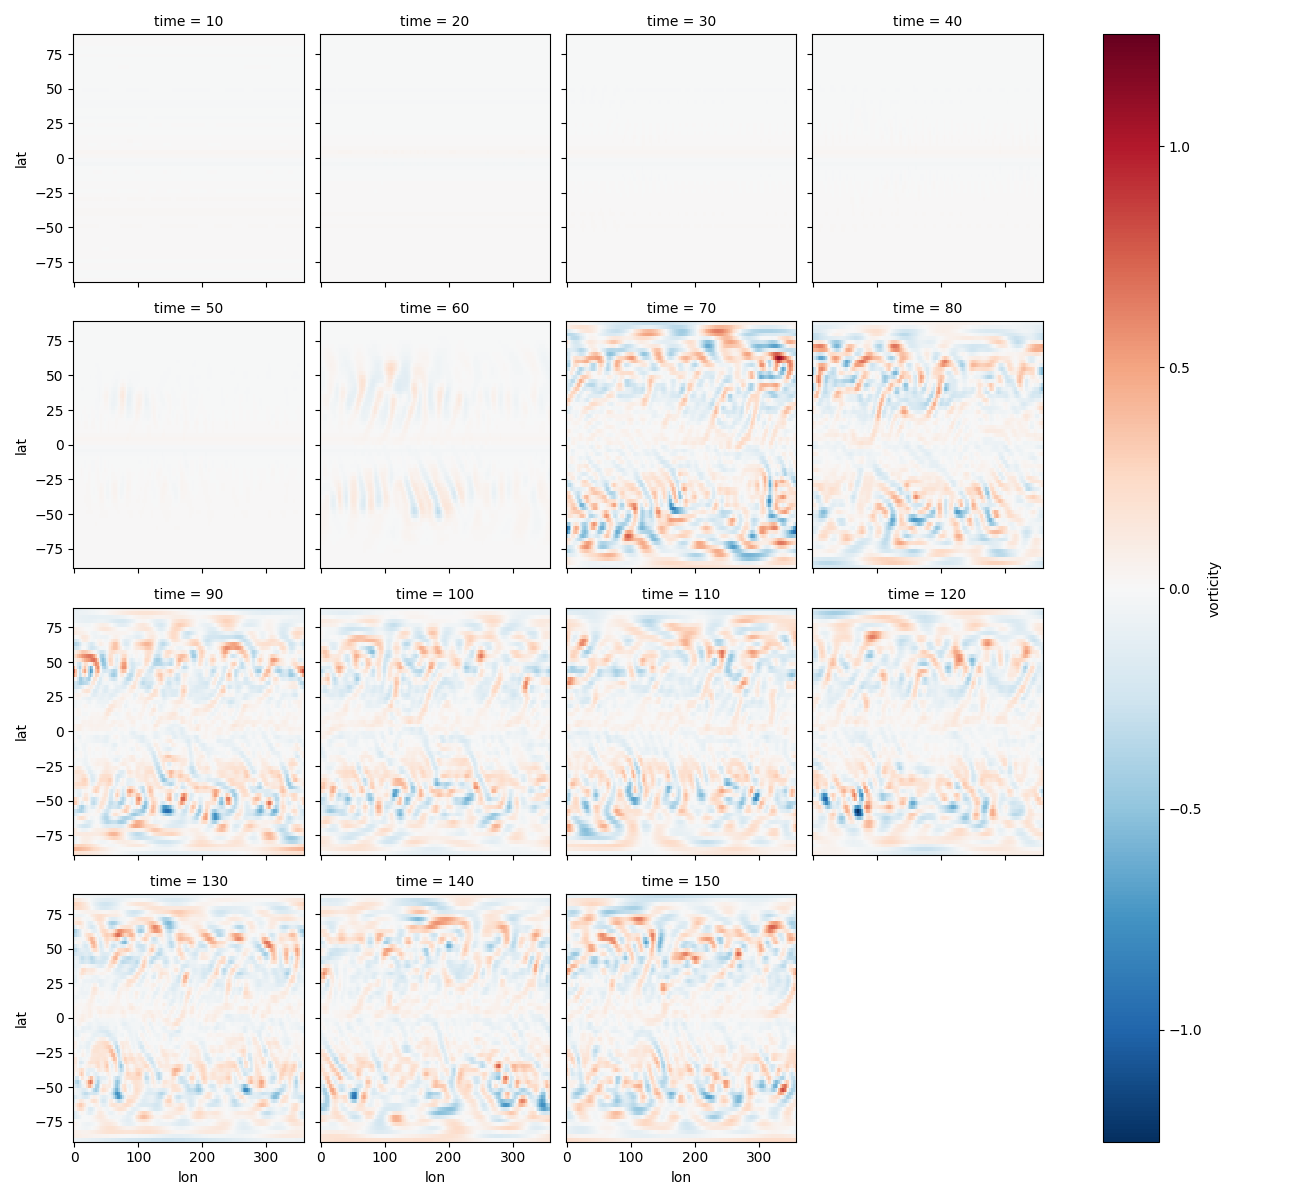 time = 10
time = 20
time = 30
time = 40
75
50
25
0
−25
−50
−75
lat
1.0
0.5
0.0
−0.5
−1.0
vorticity
time = 50
time = 60
time = 70
time = 80
75
50
25
0
−25
−50
−75
lat
time = 90
time = 100
time = 110
time = 120
75
50
25
0
−25
−50
−75
lat
time = 130
time = 140
time = 150
75
50
25
0
−25
−50
−75
lat
0 100 200 300
0 100 200 300
0 100 200 300
lon
lon
lon